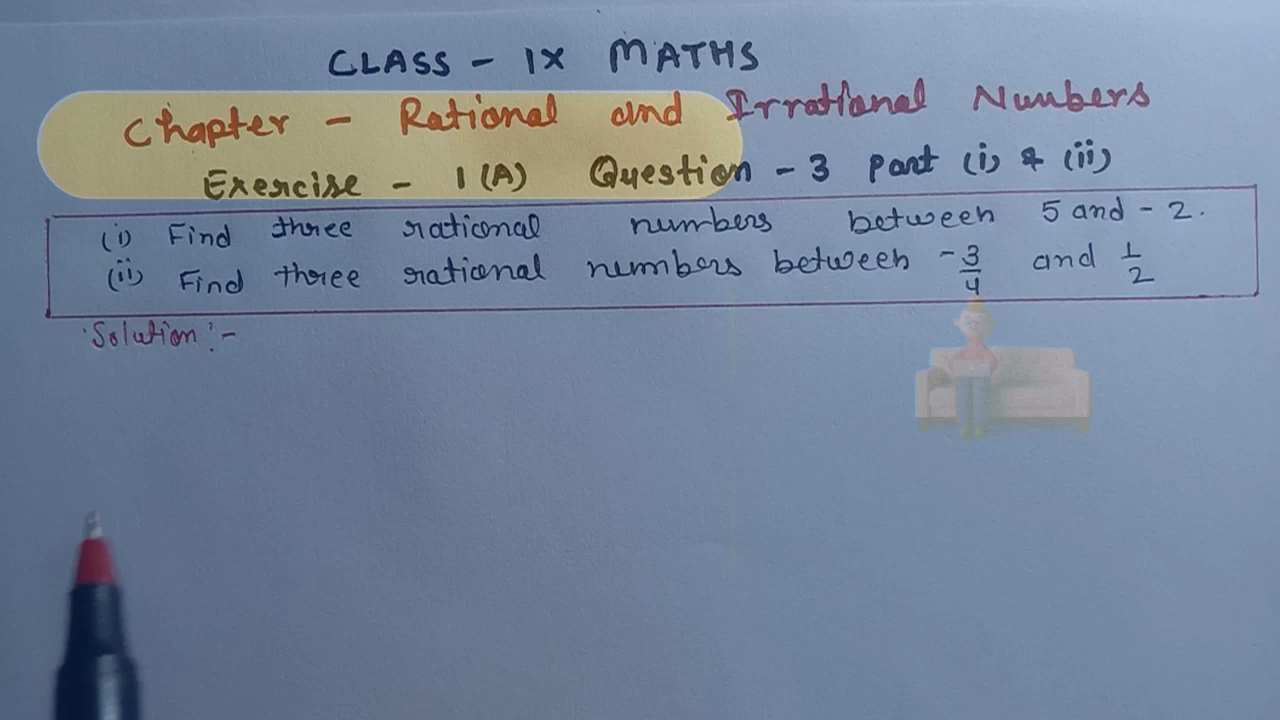 CLASS - IX MATHS
Chapter - Rational and Irrational Numbers
Exercise - 1(A) Question - 3 Part (i) & (ii)
(i) Find three rational numbers between 5 and - 2.
(ii) Find three rational numbers between -3/4 and 1/2
Solution:-